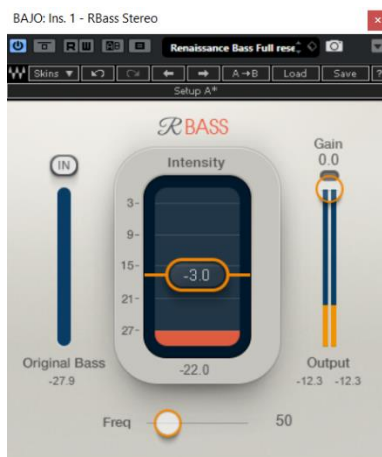 BAJO: Ins. 1 - RBass Stereo
R W
Renaissance Bass Full rese
Skins
A→B
Load
Save
?
Setup A*
RBASS
IN
Intensity
Gain
0.0
3-
9-
15-
-3.0
21-
27-
Original Bass
-27.9
-22.0
Output
-12.3 -12.3
Freq
50